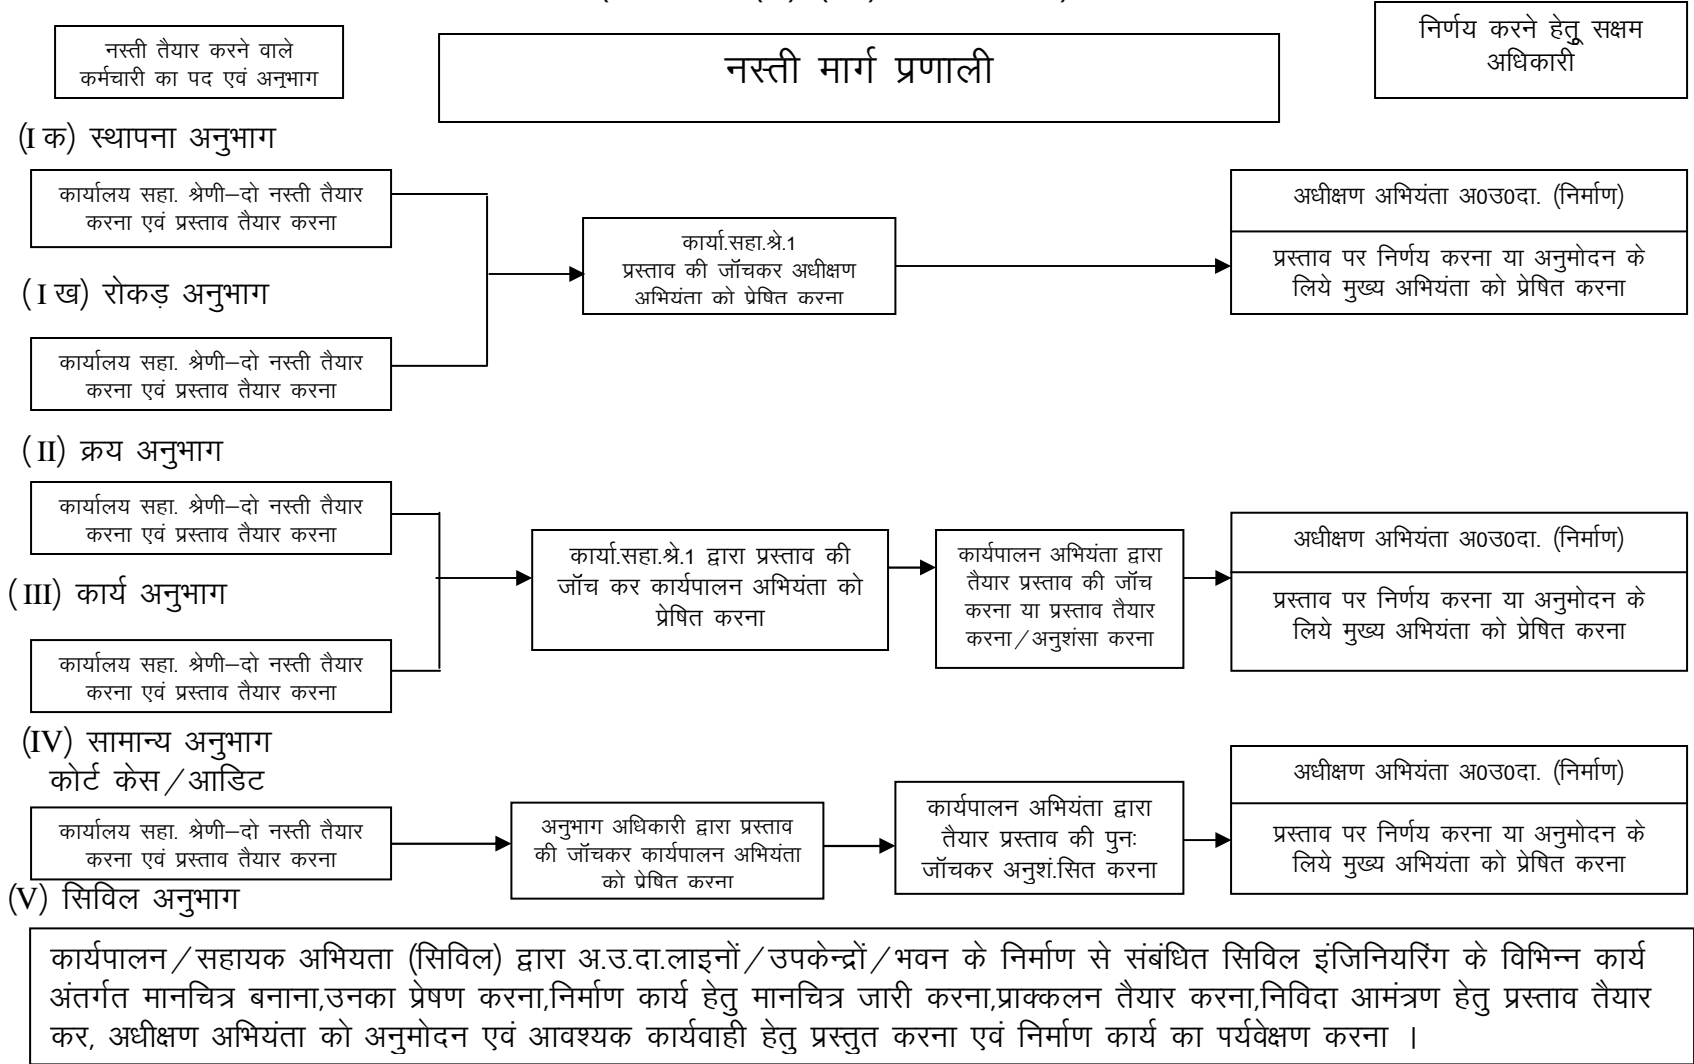 नस्ती तैयार करने वाले
कर्मचारी का पद एवं अनुभाग
नस्ती मार्ग प्रणाली
निर्णय करने हेतु सक्षम
अधिकारी
(I क) स्थापना अनुभाग
कार्यालय सहा. श्रेणी–दो नस्ती तैयार
करना एवं प्रस्ताव तैयार करना
कार्या.सहा.श्रे.1
प्रस्ताव की जॉचकर अधीक्षण
अभियंता को प्रेषित करना
अधीक्षण अभियंता अ0उ0दा. (निर्माण)
प्रस्ताव पर निर्णय करना या अनुमोदन के
लिये मुख्य अभियंता को प्रेषित करना
(I ख) रोकड़ अनुभाग
कार्यालय सहा. श्रेणी–दो नस्ती तैयार
करना एवं प्रस्ताव तैयार करना
(II) क्रय अनुभाग
कार्यालय सहा. श्रेणी–दो नस्ती तैयार
करना एवं प्रस्ताव तैयार करना
(III) कार्य अनुभाग
कार्यालय सहा. श्रेणी–दो नस्ती तैयार
करना एवं प्रस्ताव तैयार करना
कार्या.सहा.श्रे.1 द्वारा प्रस्ताव की
जॉच कर कार्यपालन अभियंता को
प्रेषित करना
कार्यपालन अभियंता द्वारा
तैयार प्रस्ताव की जॉच
करना या प्रस्ताव तैयार
करना/अनुशंसा करना
अधीक्षण अभियंता अ0उ0दा. (निर्माण)
प्रस्ताव पर निर्णय करना या अनुमोदन के
लिये मुख्य अभियंता को प्रेषित करना
(IV) सामान्य अनुभाग
कोर्ट केस/आडिट
कार्यालय सहा. श्रेणी–दो नस्ती तैयार
करना एवं प्रस्ताव तैयार करना
अनुभाग अधिकारी द्वारा प्रस्ताव
की जॉचकर कार्यपालन अभियंता
को प्रेषित करना
कार्यपालन अभियंता द्वारा
तैयार प्रस्ताव की पुनः
जॉचकर अनुशं.सित करना
अधीक्षण अभियंता अ0उ0दा. (निर्माण)
प्रस्ताव पर निर्णय करना या अनुमोदन के
लिये मुख्य अभियंता को प्रेषित करना
(V) सिविल अनुभाग
कार्यपालन/सहायक अभियता (सिविल) द्वारा अ.उ.दा.लाइनों/उपकेन्द्रों/भवन के निर्माण से संबंधित सिविल इंजिनियरिंग के विभिन्न कार्य
अंतर्गत मानचित्र बनाना,उनका प्रेषण करना,निर्माण कार्य हेतु मानचित्र जारी करना,प्राक्कलन तैयार करना,निविदा आमंत्रण हेतु प्रस्ताव तैयार
कर, अधीक्षण अभियंता को अनुमोदन एवं आवश्यक कार्यवाही हेतु प्रस्तुत करना एवं निर्माण कार्य का पर्यवेक्षण करना ।